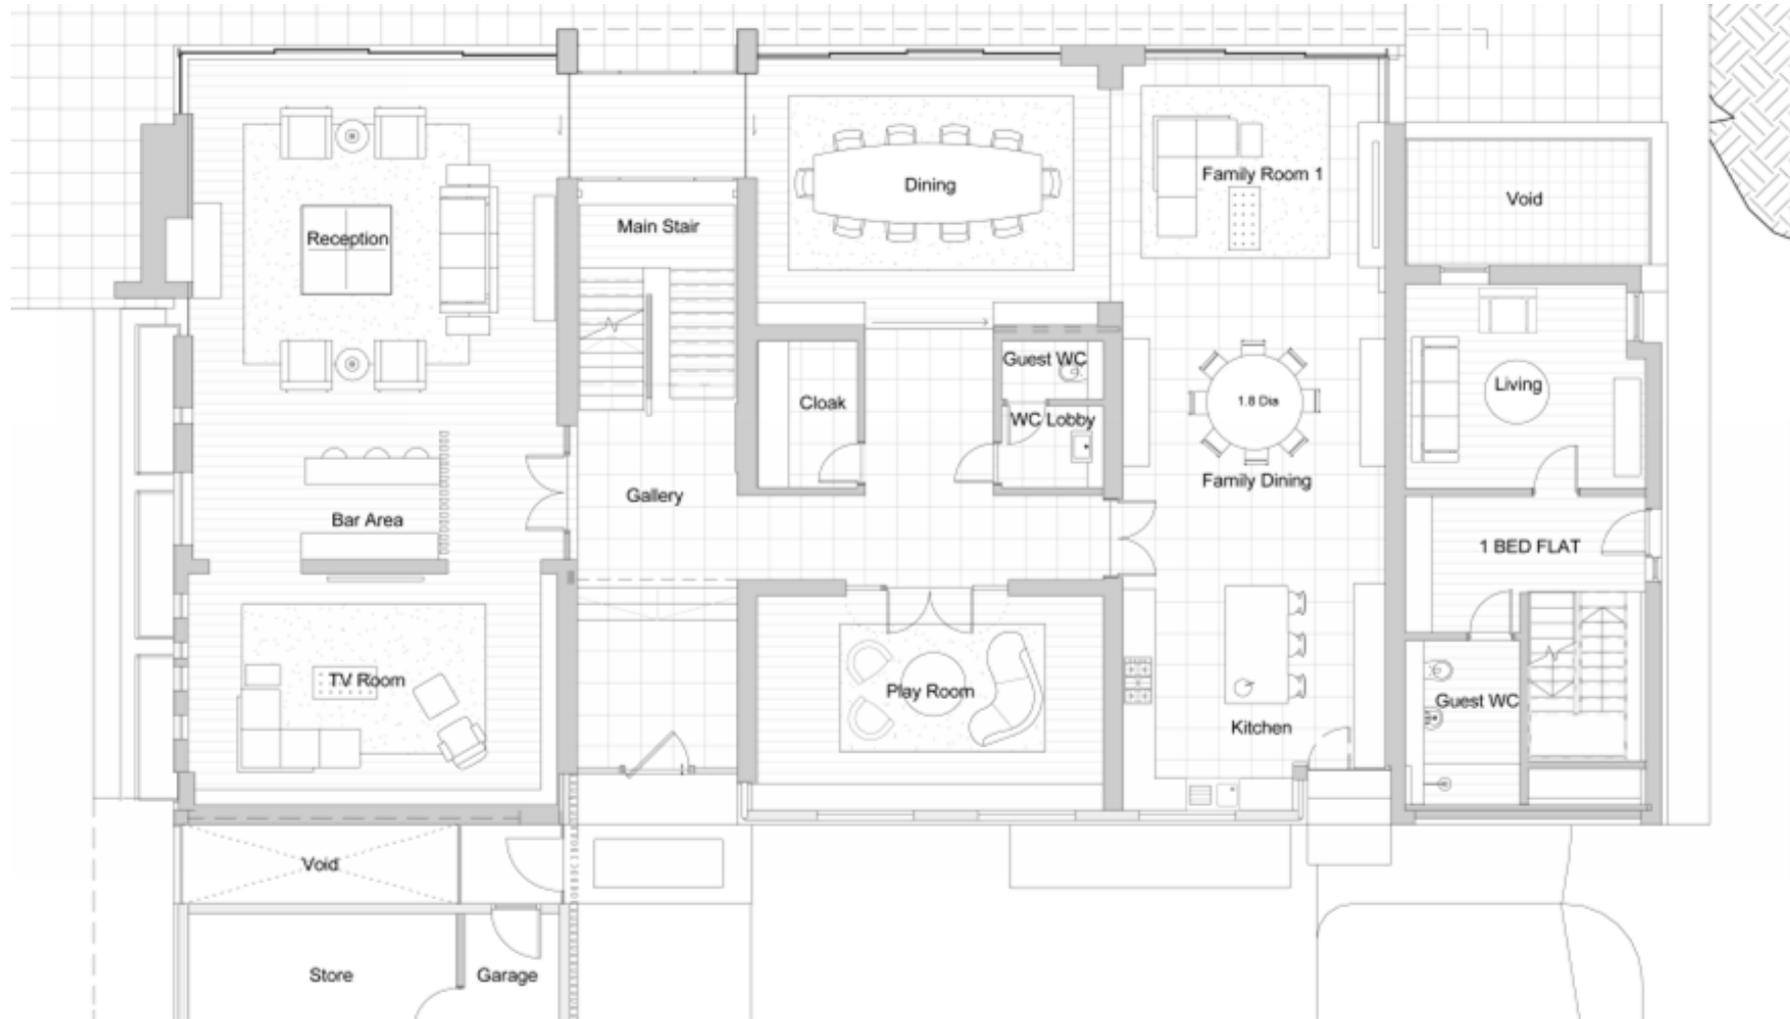 Family Room 1
Dining
Void
Main Stair
Reception
Guest WC
Living
1.8 Dia
Cloak
WC Lobby
Family Dining
Gallery
Bar Area
1 BED FLAT
TV Room
Play Room
Guest WC
Kitchen
Void
Store
Garage